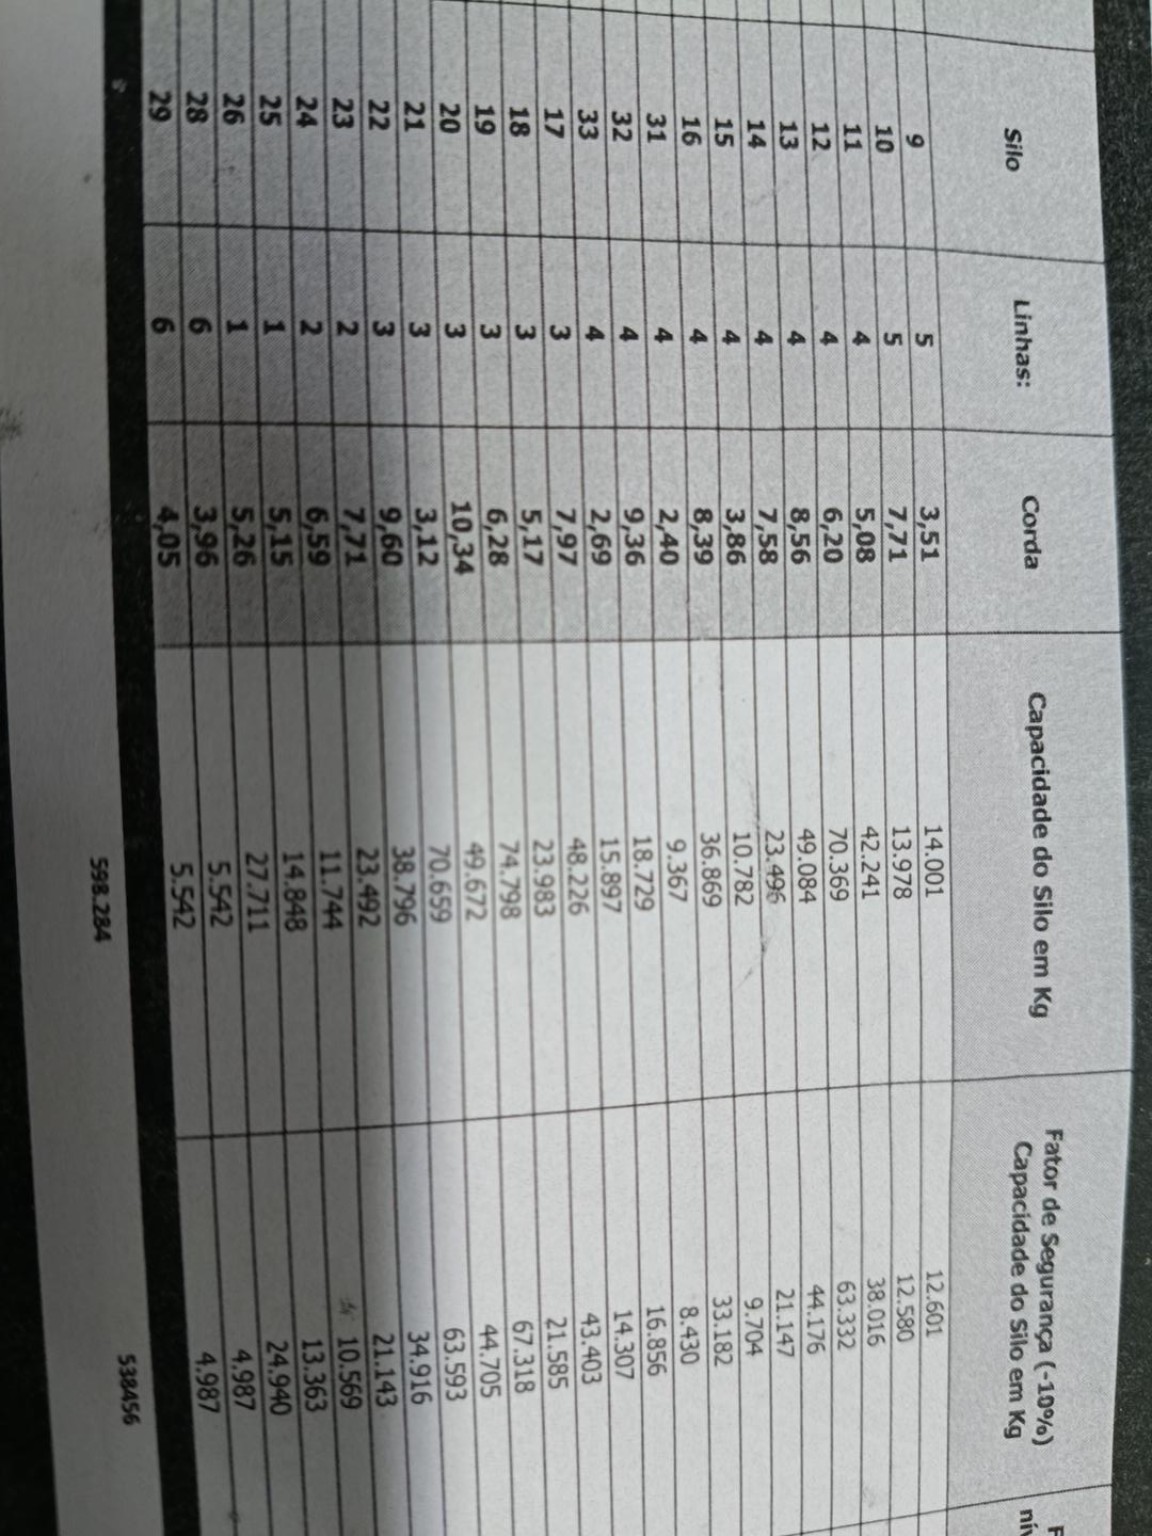 Silo Linhas: Corda Capacidade do Silo em Kg Fator de Segurança (-10%)
Capacidade do Silo em Kg
9 5 3,51 14.001 12.601
10 5 7,71 13.978 12.580
11 4 5,08 42.241 38.016
12 4 6,20 70.369 63.332
13 4 8,56 49.084 44.176
14 4 7,58 23.496 21.147
15 4 3,86 10.782 9.704
16 4 8,39 36.869 33.182
31 4 2,40 9.367 8.430
32 4 9,36 18.729 16.856
33 4 2,69 15.897 14.307
17 3 7,97 48.226 43.403
18 3 5,17 23.983 21.585
19 3 6,28 74.798 67.318
20 3 10,34 49.672 44.705
21 3 3,12 70.659 63.593
22 3 9,60 38.796 34.916
23 2 7,71 23.492 21.143
24 2 6,59 11.744 10.569
25 1 5,15 14.848 13.363
26 1 5,26 27.711 24.940
28 6 3,96 5.542 4.987
29 6 4,05 5.542 4.987
598.284 538456